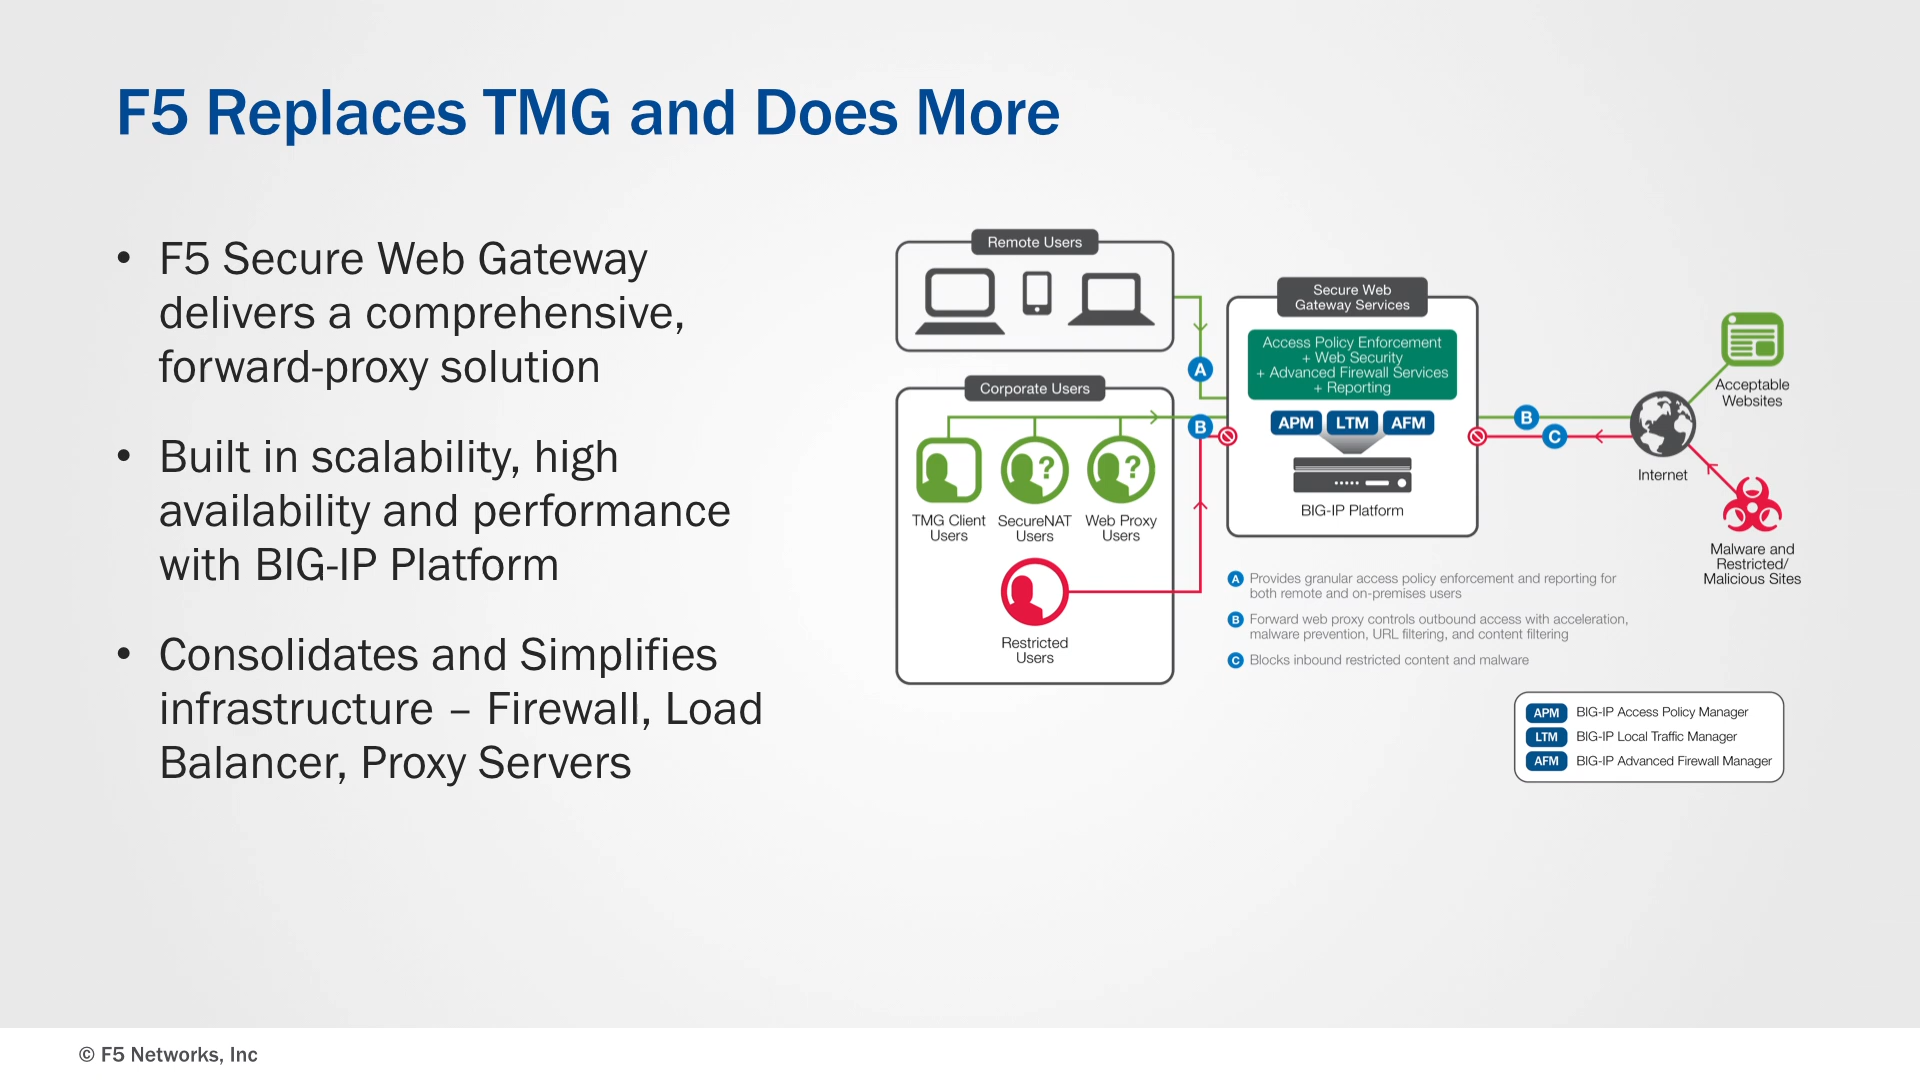 F5 Replaces TMG and Does More
• F5 Secure Web Gateway
delivers a comprehensive,
forward-proxy solution
• Built in scalability, high
availability and performance
with BIG-IP Platform
• Consolidates and Simplifies
infrastructure – Firewall, Load
Balancer, Proxy Servers
Remote Users
Corporate Users
TMG Client
Users
SecureNAT
Users
Web Proxy
Users
?
?
Restricted
Users
A
B
Secure Web
Gateway Services
Access Policy Enforcement
+ Web Security
+ Advanced Firewall Services
+ Reporting
APM LTM AFM
BIG-IP Platform
B
C
Internet
Acceptable
Websites
Malware and
Restricted/
Malicious Sites
A Provides granular access policy enforcement and reporting for
both remote and on-premises users
B Forward web proxy controls outbound access with acceleration,
malware prevention, URL filtering, and content filtering
C Blocks inbound restricted content and malware
APM BIG-IP Access Policy Manager
LTM BIG-IP Local Traffic Manager
AFM BIG-IP Advanced Firewall Manager
© F5 Networks, Inc